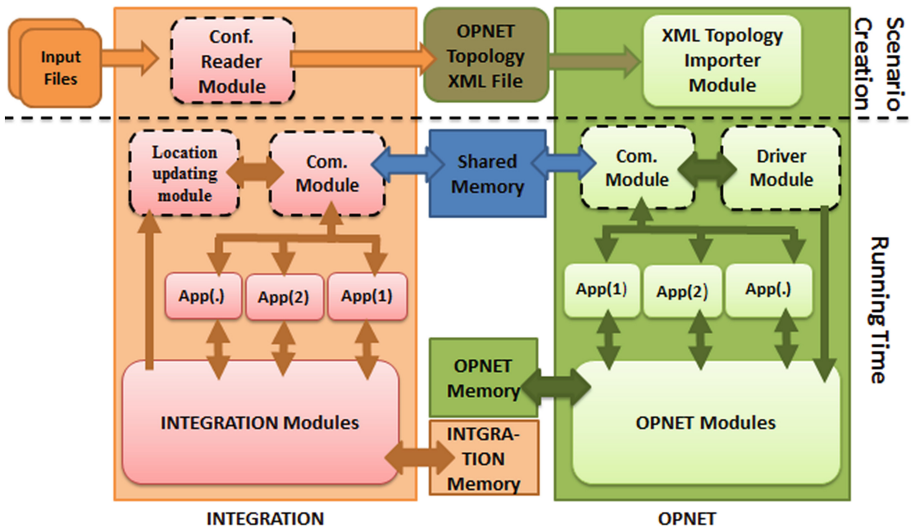 Input
Files
Conf.
Reader
Module
OPNET
Topology
XML File
XML Topology
Importer
Module
Scenario
Creation
Location
updating
module
Com.
Module
Shared
Memory
Com.
Module
Driver
Module
App(.)
App(2)
App(1)
App(1)
App(2)
App(.)
Running Time
OPNET
Memory
INTEGRATION Modules
OPNET Modules
INTGRA-
TION
Memory
INTEGRATION
OPNET